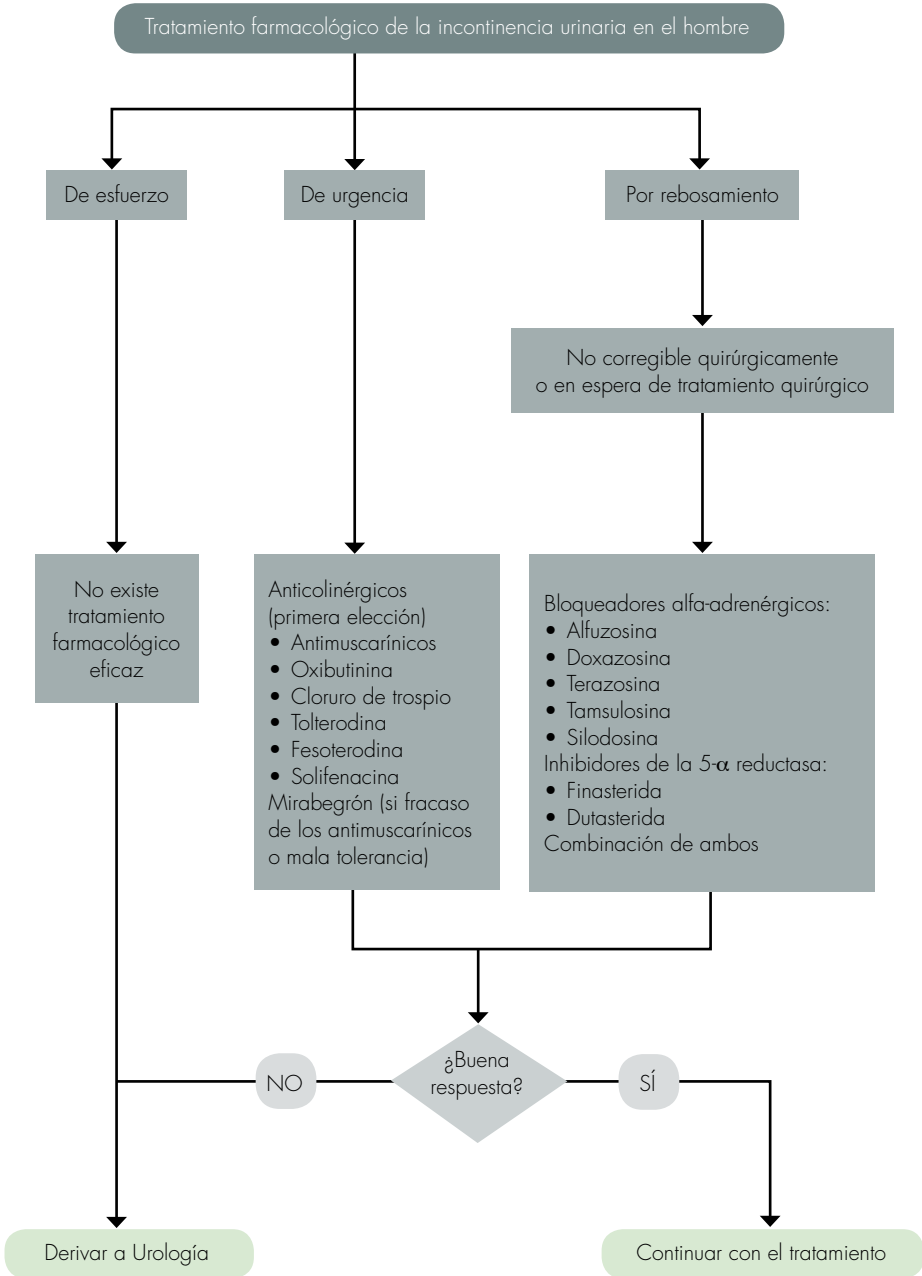 Tratamiento farmacológico de la incontinencia urinaria en el hombre
De esfuerzo
De urgencia
Por rebosamiento
No corregible quirúrgicamente
o en espera de tratamiento quirúrgico
No existe
tratamiento
farmacológico
eficaz
Anticolinérgicos
(primera elección)
• Antimuscarínicos
• Oxibutinina
• Cloruro de trospio
• Tolterodina
• Fesoterodina
• Solifenacina
Mirabegrón (si fracaso
de los antimuscarínicos
o mala tolerancia)
Bloqueadores alfa-adrenérgicos:
• Alfuzosina
• Doxazosina
• Terazosina
• Tamsulosina
• Silodosina
Inhibidores de la 5-α reductasa:
• Finasterida
• Dutasterida
Combinación de ambos
¿Buena
respuesta?
NO
SÍ
Derivar a Urología
Continuar con el tratamiento